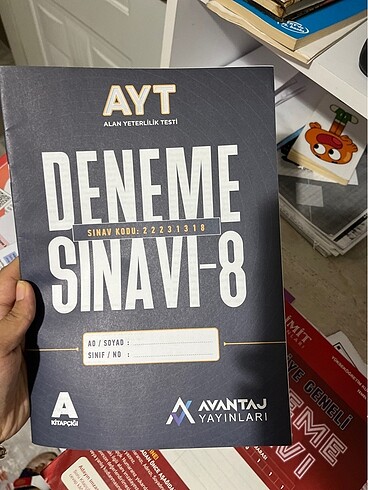 AYT
ALAN YETERLİLİK TESTİ
DENEME
SINAV KODU: 22231318
SINAVI-8
AD / SOYAD :
SINIF / NO :
A
KİTAPÇIĞI
AVANTAJ
YAYINLARI
GENELİ